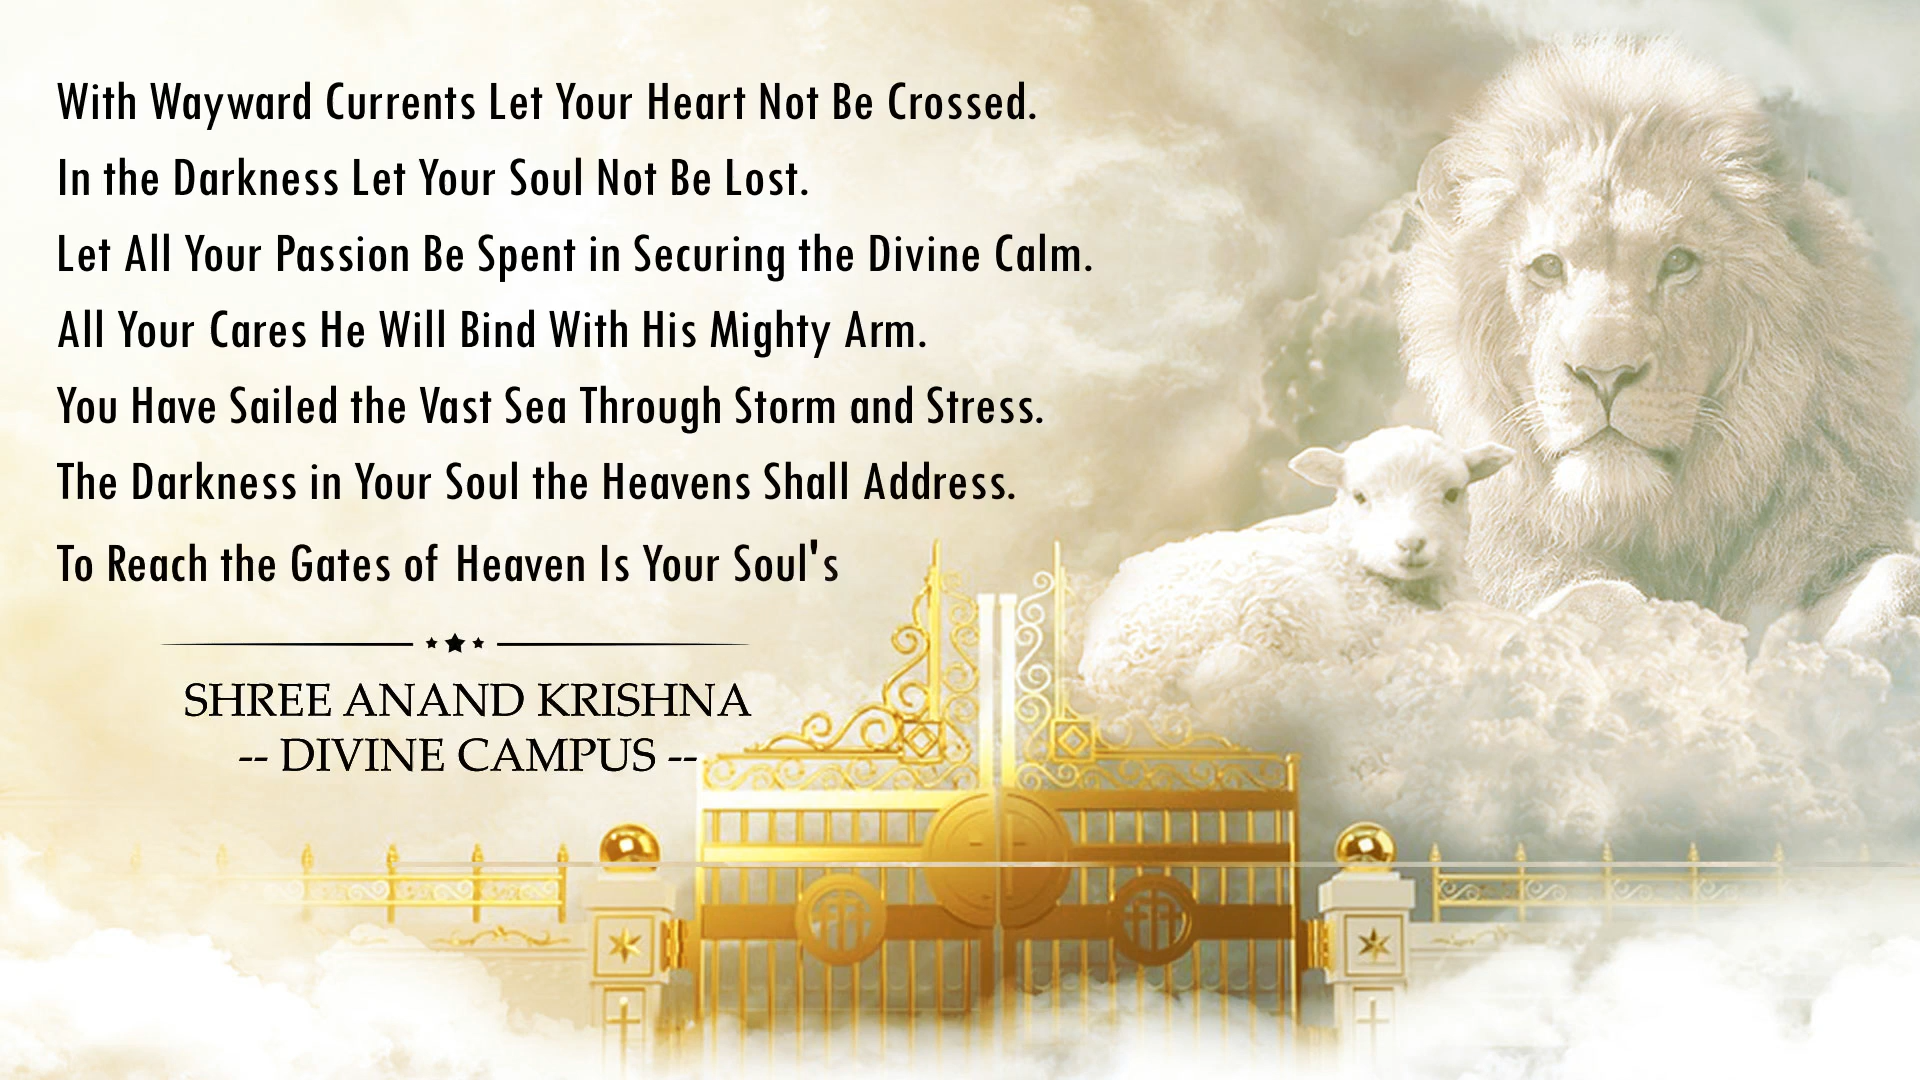 With Wayward Currents Let Your Heart Not Be Crossed.
In the Darkness Let Your Soul Not Be Lost.
Let All Your Passion Be Spent in Securing the Divine Calm.
All Your Cares He Will Bind With His Mighty Arm.
You Have Sailed the Vast Sea Through Storm and Stress.
The Darkness in Your Soul the Heavens Shall Address.
To Reach the Gates of Heaven Is Your Soul's
SHREE ANAND KRISHNA
-- DIVINE CAMPUS --